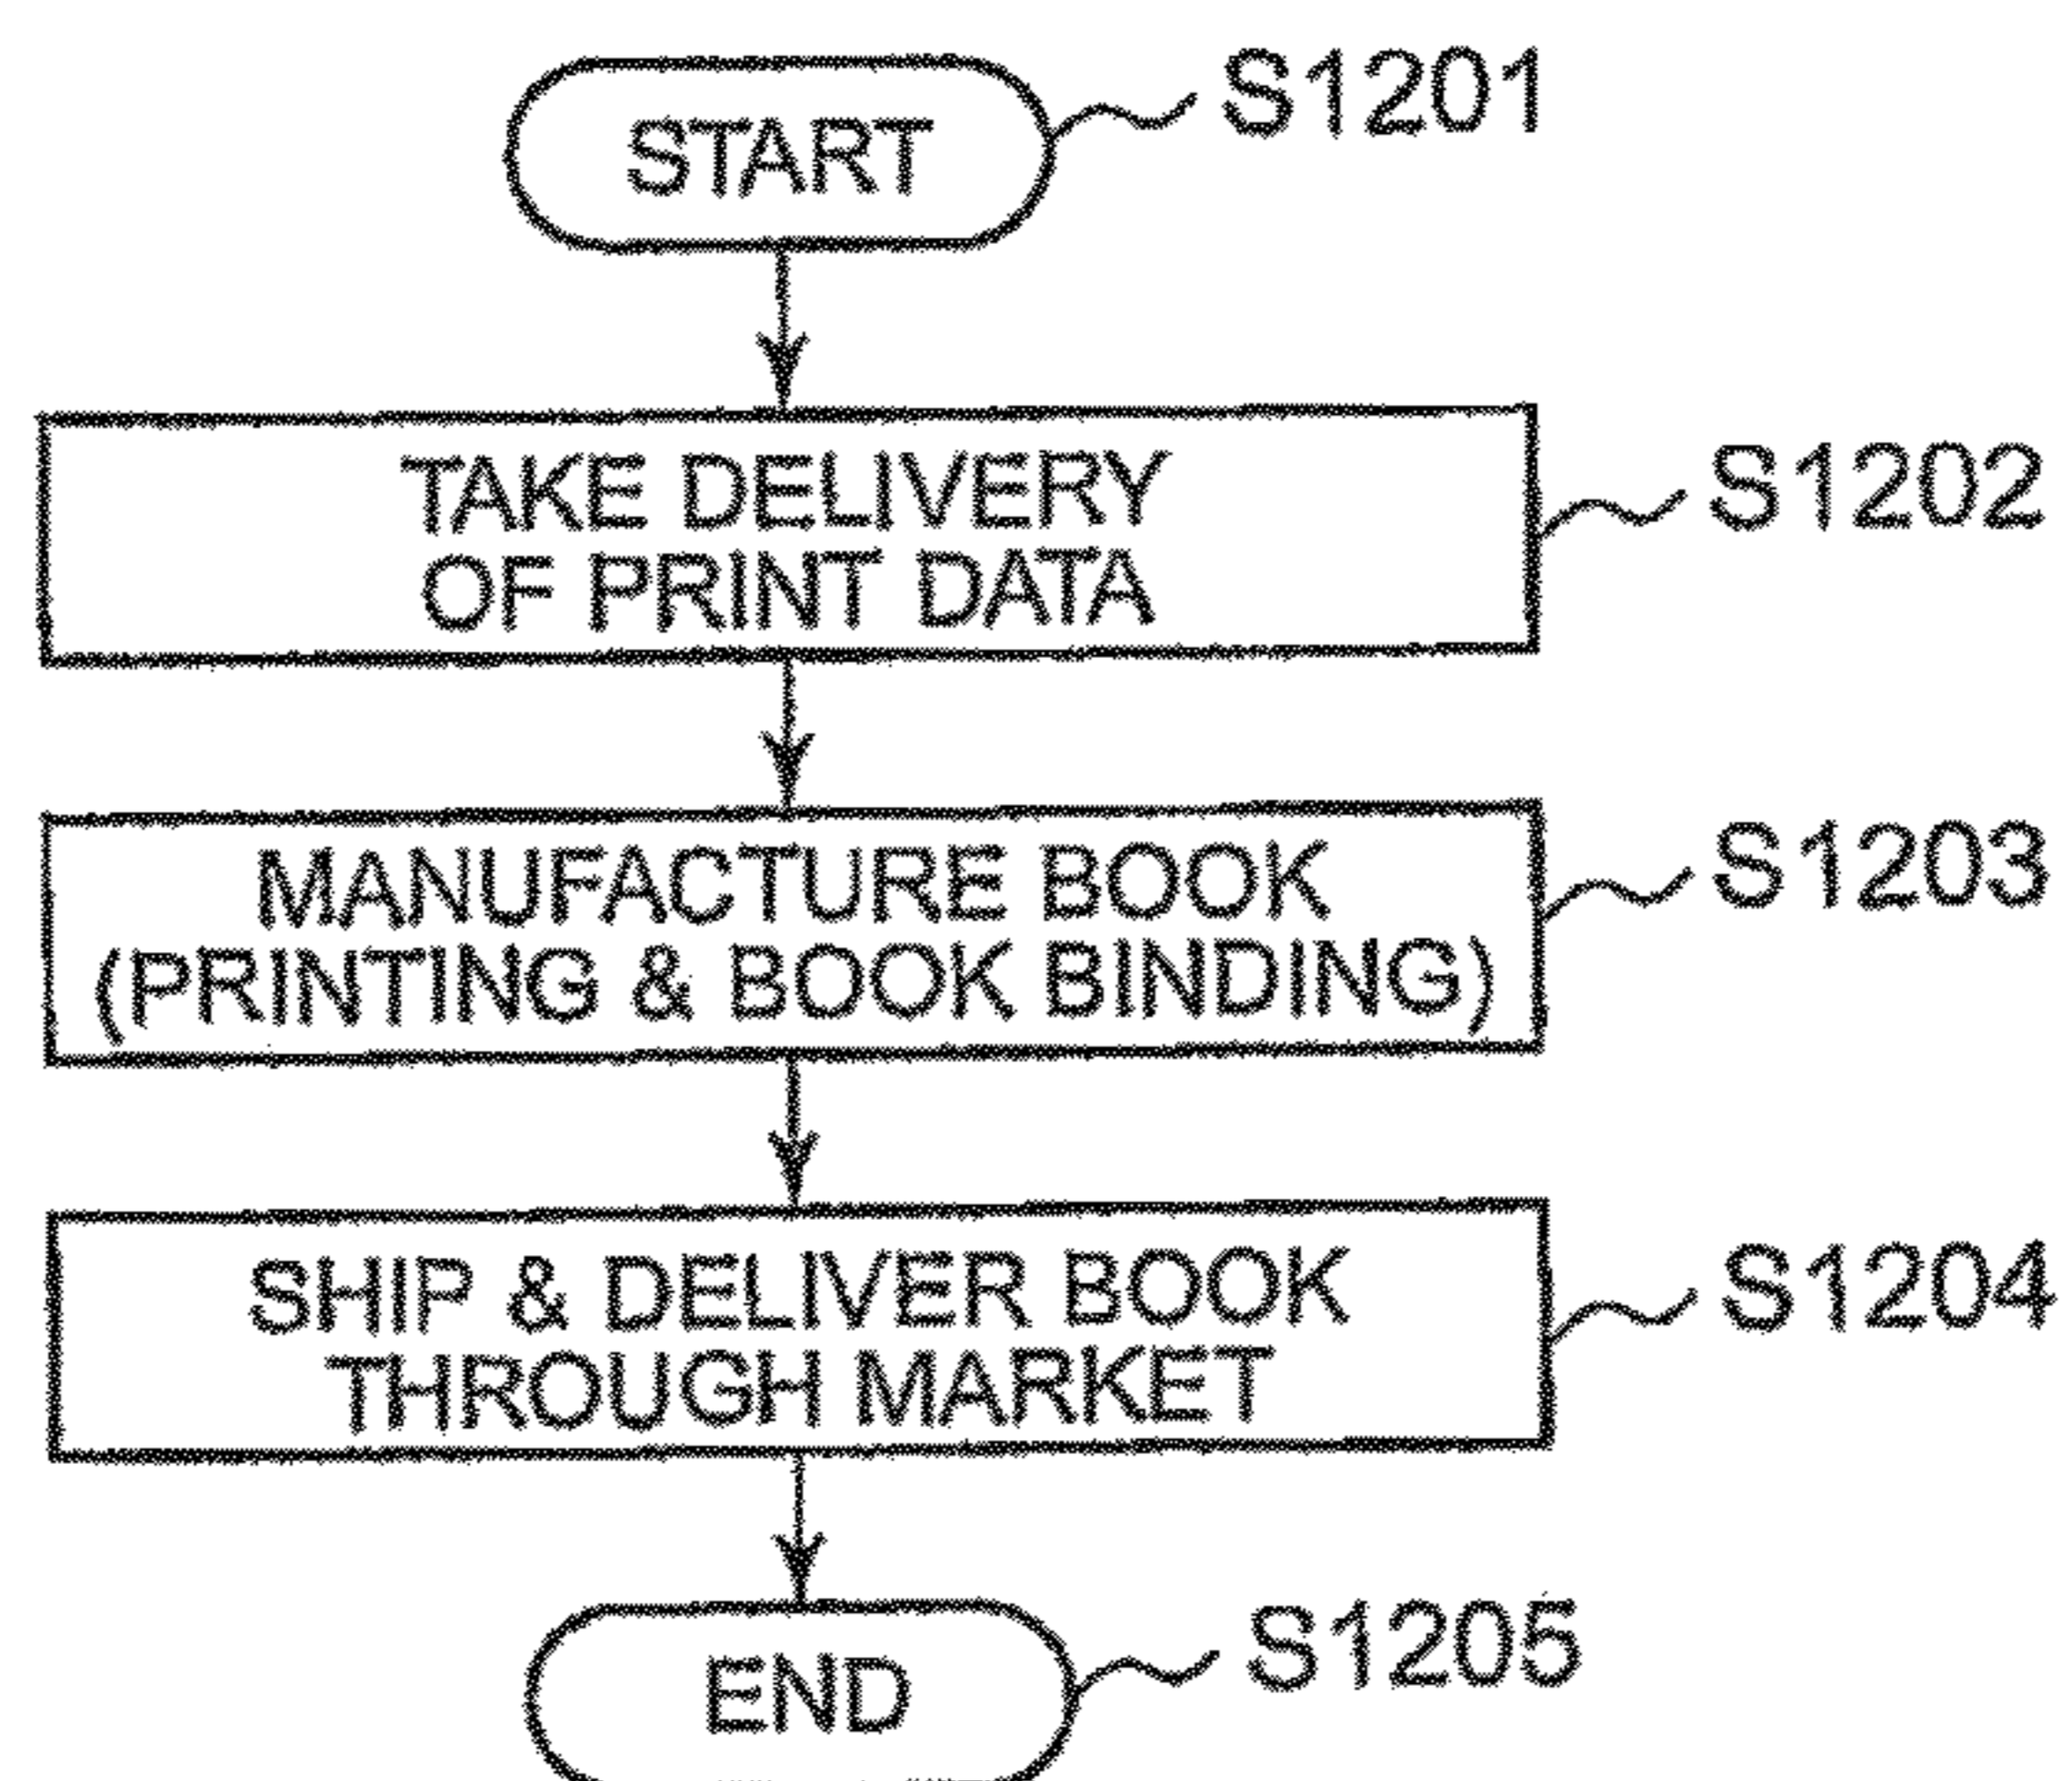 START
S1201
TAKE DELIVERY
OF PRINT DATA
S1202
MANUFACTURE BOOK
(PRINTING & BOOK BINDING)
S1203
SHIP & DELIVER BOOK
THROUGH MARKET
S1204
END
S1205